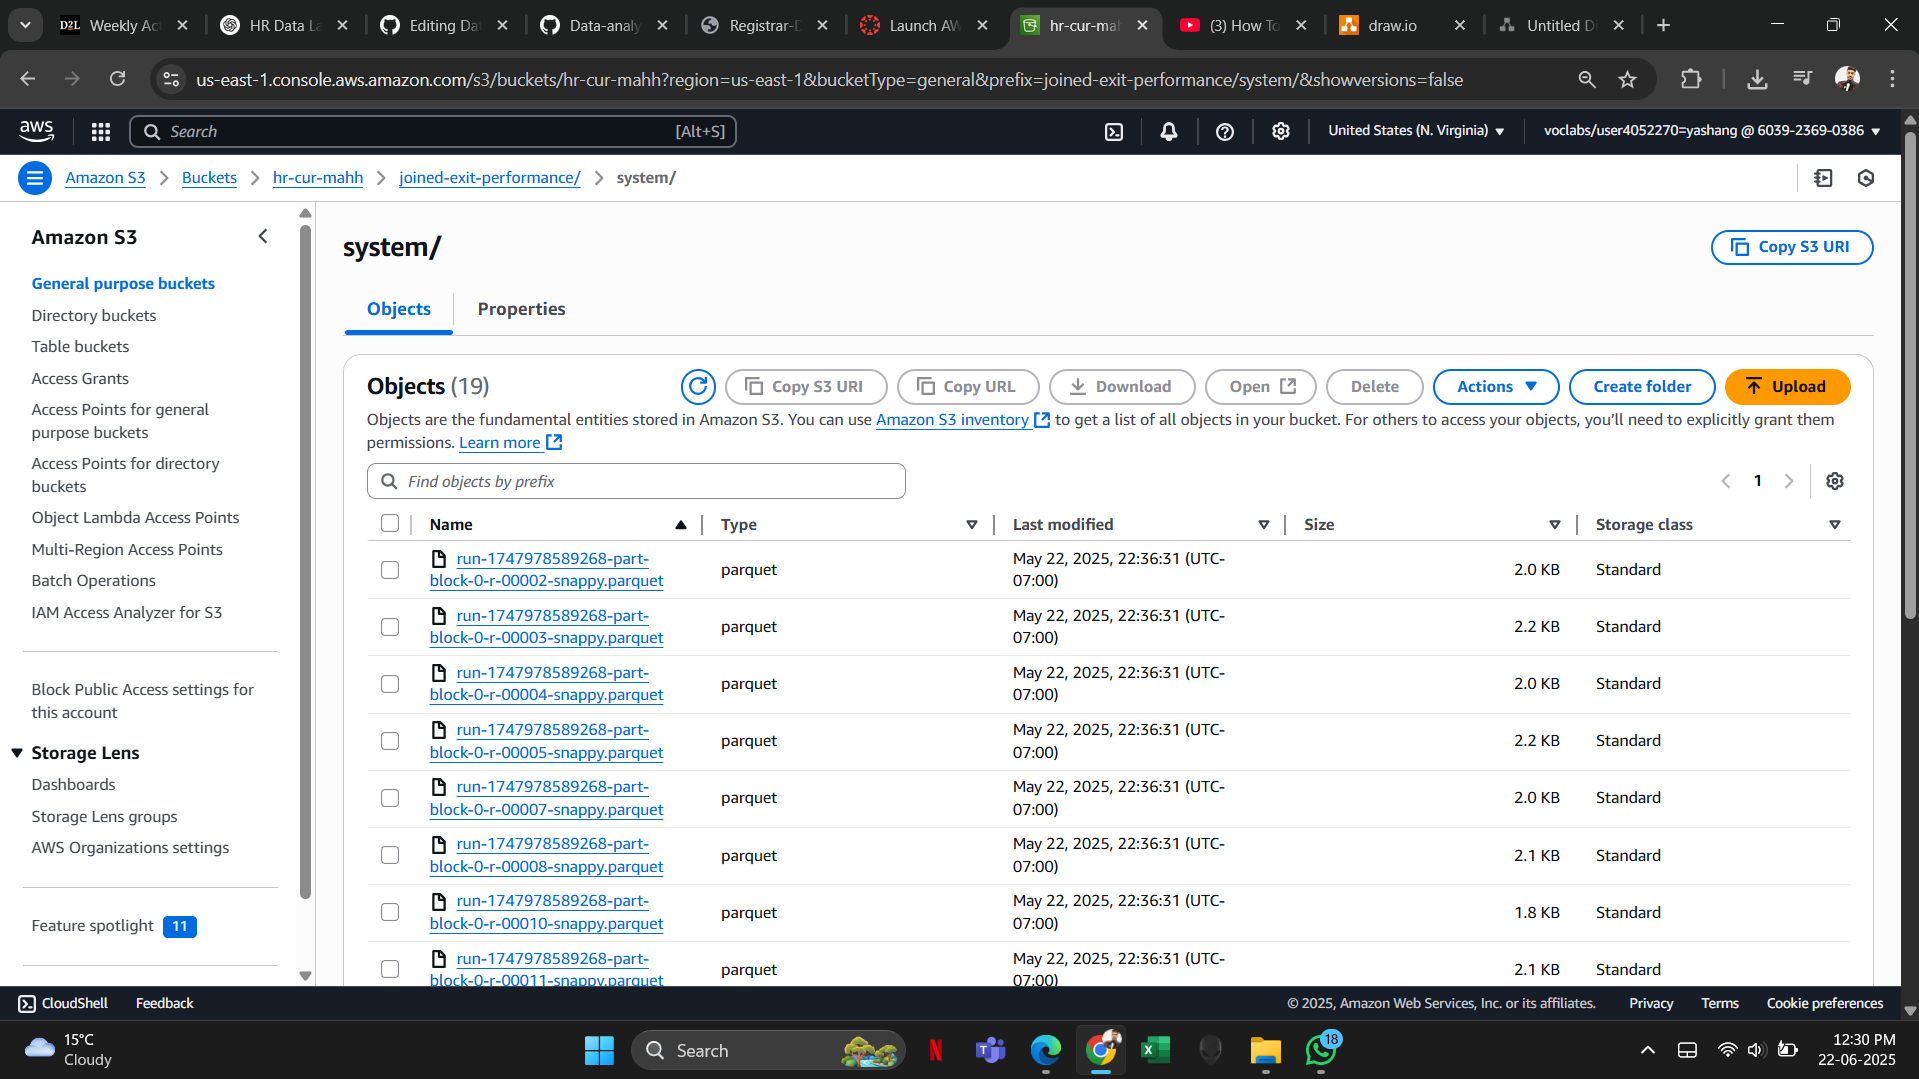 D2L Weekly Act
HR Data La
Editing Dat
Data-analy
Registrar-D
Launch AW
hr-cur-mah
(3) How To
draw.io
Untitled Di
us-east-1.console.aws.amazon.com/s3/buckets/hr-cur-mahh?region=us-east-1&bucketType=general&prefix=joined-exit-performance/system/&showversions=false
aws
Search [Alt+S]
United States (N. Virginia)
voclabs/user4052270=yashang @ 6039-2369-0386
Amazon S3 Buckets hr-cur-mahh joined-exit-performance/ system/
Amazon S3
General purpose buckets
Directory buckets
Table buckets
Access Grants
Access Points for general
purpose buckets
Access Points for directory
buckets
Object Lambda Access Points
Multi-Region Access Points
Batch Operations
IAM Access Analyzer for S3
Block Public Access settings for
this account
Storage Lens
Dashboards
Storage Lens groups
AWS Organizations settings
Feature spotlight 11
system/
Copy S3 URI
Objects Properties
Objects (19)
Copy S3 URI Copy URL Download Open Delete Actions Create folder Upload
Objects are the fundamental entities stored in Amazon S3. You can use Amazon S3 inventory to get a list of all objects in your bucket. For others to access your objects, you'll need to explicitly grant them
permissions. Learn more
Find objects by prefix
1
Name Type Last modified Size Storage class
run-1747978589268-part-
block-0-r-00002-snappy.parquet parquet May 22, 2025, 22:36:31 (UTC-
07:00) 2.0 KB Standard
run-1747978589268-part-
block-0-r-00003-snappy.parquet parquet May 22, 2025, 22:36:31 (UTC-
07:00) 2.2 KB Standard
run-1747978589268-part-
block-0-r-00004-snappy.parquet parquet May 22, 2025, 22:36:31 (UTC-
07:00) 2.0 KB Standard
run-1747978589268-part-
block-0-r-00005-snappy.parquet parquet May 22, 2025, 22:36:31 (UTC-
07:00) 2.2 KB Standard
run-1747978589268-part-
block-0-r-00007-snappy.parquet parquet May 22, 2025, 22:36:31 (UTC-
07:00) 2.0 KB Standard
run-1747978589268-part-
block-0-r-00008-snappy.parquet parquet May 22, 2025, 22:36:31 (UTC-
07:00) 2.1 KB Standard
run-1747978589268-part-
block-0-r-00010-snappy.parquet parquet May 22, 2025, 22:36:31 (UTC-
07:00) 1.8 KB Standard
run-1747978589268-part-
block-0-r-00011-snappy.parquet parquet May 22, 2025, 22:36:31 (UTC-
07:00) 2.1 KB Standard
CloudShell Feedback
© 2025, Amazon Web Services, Inc. or its affiliates. Privacy Terms Cookie preferences
15°C
Cloudy
Search
18
12:30 PM
22-06-2025